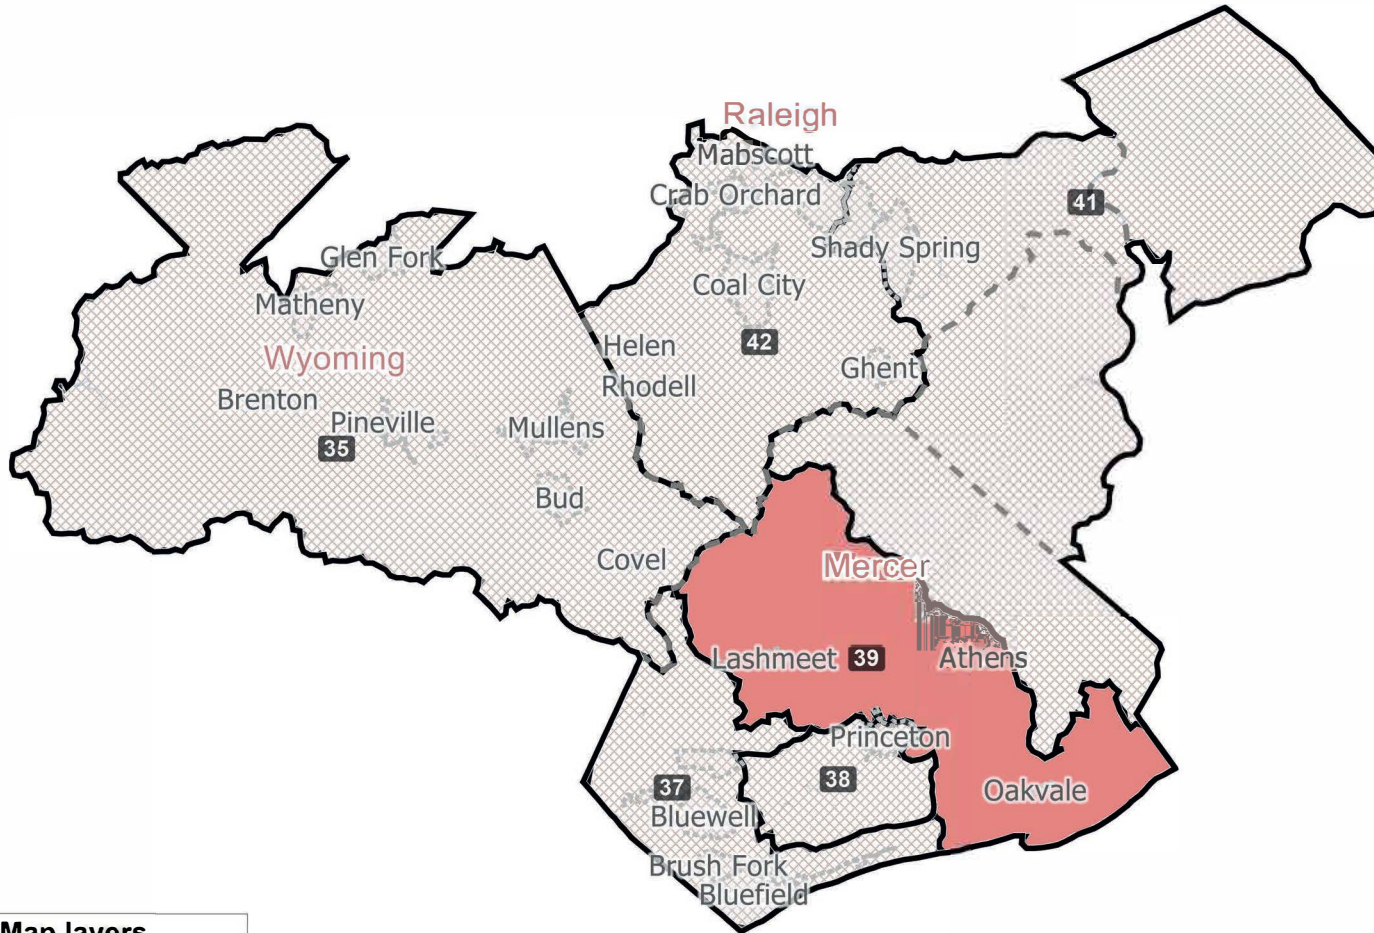 Raleigh
Mabscott
Crab Orchard
41
Shady Spring
Glen Fork
Coal City
Matheny
42
Helen
Wyoming
Ghent
Rhodell
Brenton
Pineville
Mullens
35
Bud
Covel
Mercer
Lashmeet
39
Athens
Princeton
38
37
Oakvale
Bluewell
Brush Fork
Bluefield
Map layers